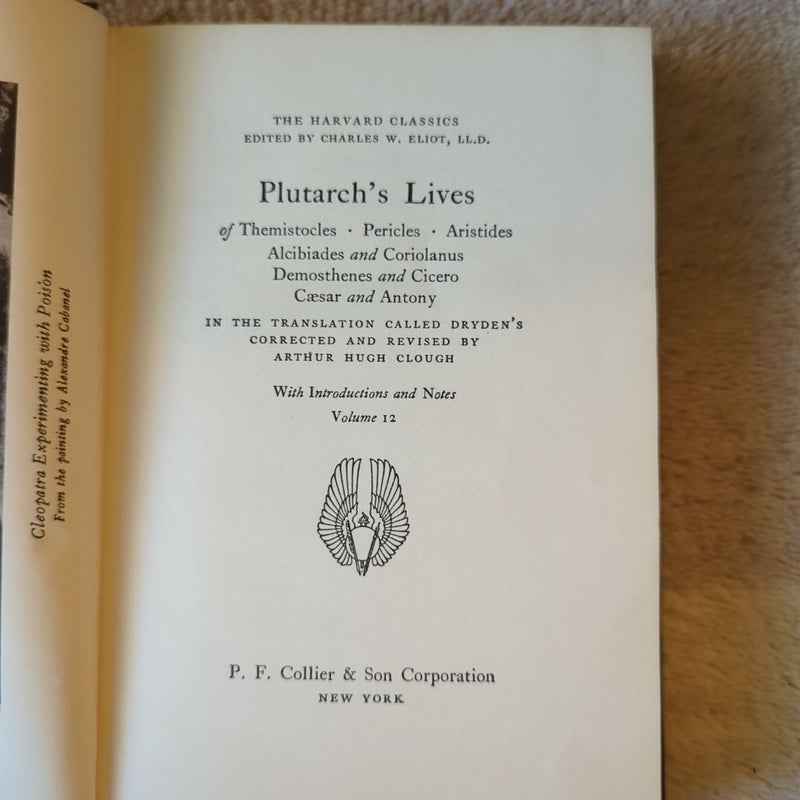 Cleopatra Experimenting with Poison
From the painting by Alexandre Cabanel
THE HARVARD CLASSICS
EDITED BY CHARLES W. ELIOT, LL.D.
Plutarch's Lives
of Themistocles · Pericles · Aristides
Alcibiades and Coriolanus
Demosthenes and Cicero
Cæsar and Antony
IN THE TRANSLATION CALLED DRYDEN'S
CORRECTED AND REVISED BY
ARTHUR HUGH CLOUGH
With Introductions and Notes
Volume 12
P. F. Collier & Son Corporation
NEW YORK